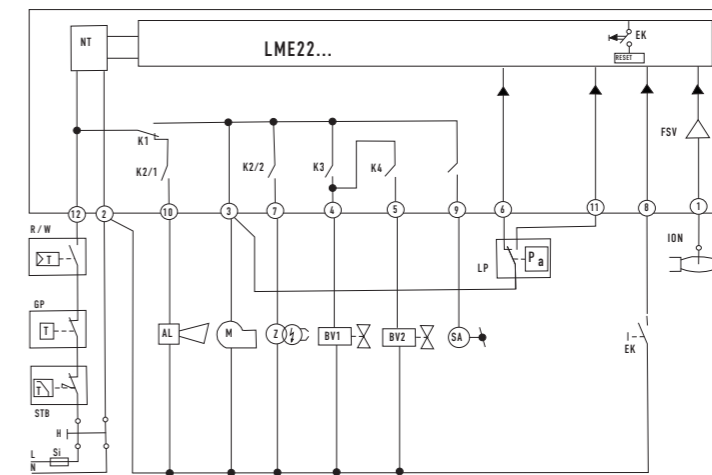 NT
LME22...
EK
RESET
FSV
K1
K2/1
K2/2
K3
K4
12
2
10
3
7
4
5
9
6
11
8
1
R/W
T
GP
T
STB
T
H
L
Si
N
AL
M
Z
BV1
BV2
SA
LP
Pa
ION
EK